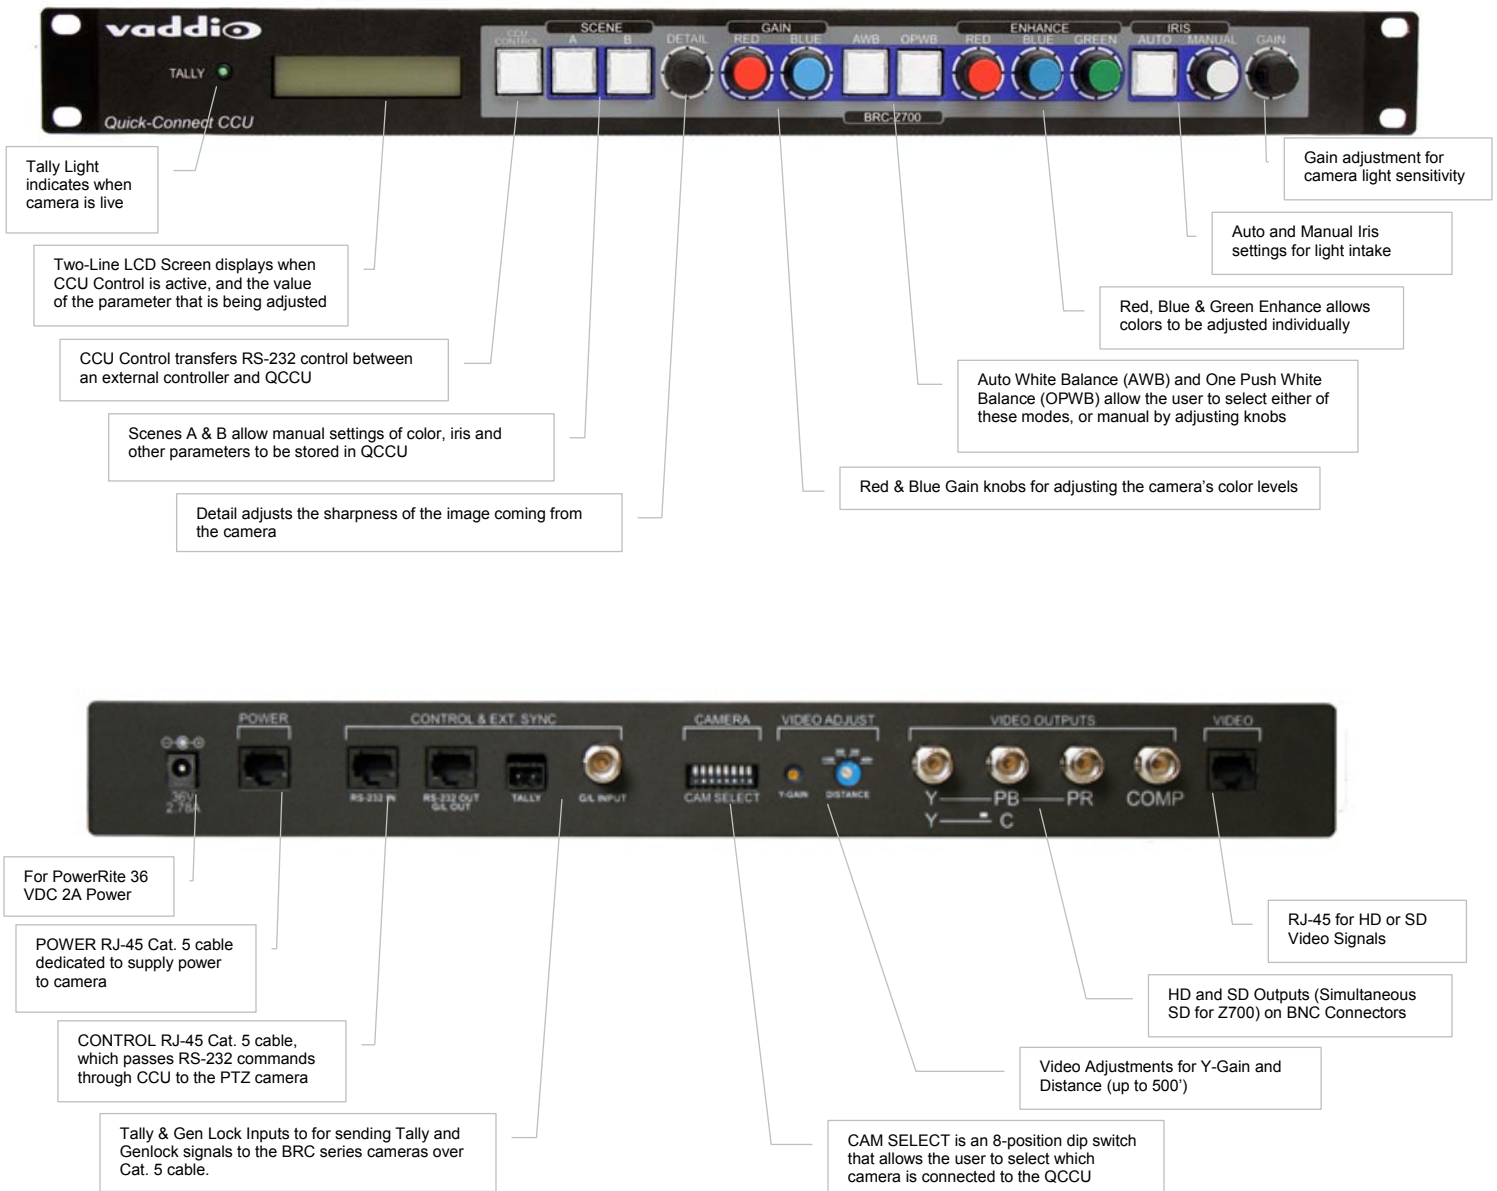 vaddio
TALLY
Quick-Connect CCU
CCU
CONTROL
SCENE
A B
DETAIL
GAIN
RED BLUE
AWB OPWB
ENHANCE
RED BLUE GREEN
IRIS
AUTO MANUAL
GAIN
BRC-Z700
Tally Light
indicates when
camera is live
Two-Line LCD Screen displays when
CCU Control is active, and the value
of the parameter that is being adjusted
CCU Control transfers RS-232 control between
an external controller and QCCU
Scenes A & B allow manual settings of color, iris and
other parameters to be stored in QCCU
Detail adjusts the sharpness of the image coming from
the camera
Gain adjustment for
camera light sensitivity
Auto and Manual Iris
settings for light intake
Red, Blue & Green Enhance allows
colors to be adjusted individually
Auto White Balance (AWB) and One Push White
Balance (OPWB) allow the user to select either of
these modes, or manual by adjusting knobs
Red & Blue Gain knobs for adjusting the camera’s color levels
36V
2.78A
POWER
CONTROL & EXT. SYNC
RS-232 IN
RS-232 OUT
G/L OUT
TALLY
G/L INPUT
CAMERA
CAM SELECT
VIDEO ADJUST
Y-GAIN
DISTANCE
VIDEO OUTPUTS
Y PB PR COMP
Y C
VIDEO
For PowerRite 36
VDC 2A Power
POWER RJ-45 Cat. 5 cable
dedicated to supply power
to camera
CONTROL RJ-45 Cat. 5 cable,
which passes RS-232 commands
through CCU to the PTZ camera
Tally & Gen Lock Inputs to for sending Tally and
Genlock signals to the BRC series cameras over
Cat. 5 cable.
RJ-45 for HD or SD
Video Signals
HD and SD Outputs (Simultaneous
SD for Z700) on BNC Connectors
Video Adjustments for Y-Gain and
Distance (up to 500’)
CAM SELECT is an 8-position dip switch
that allows the user to select which
camera is connected to the QCCU